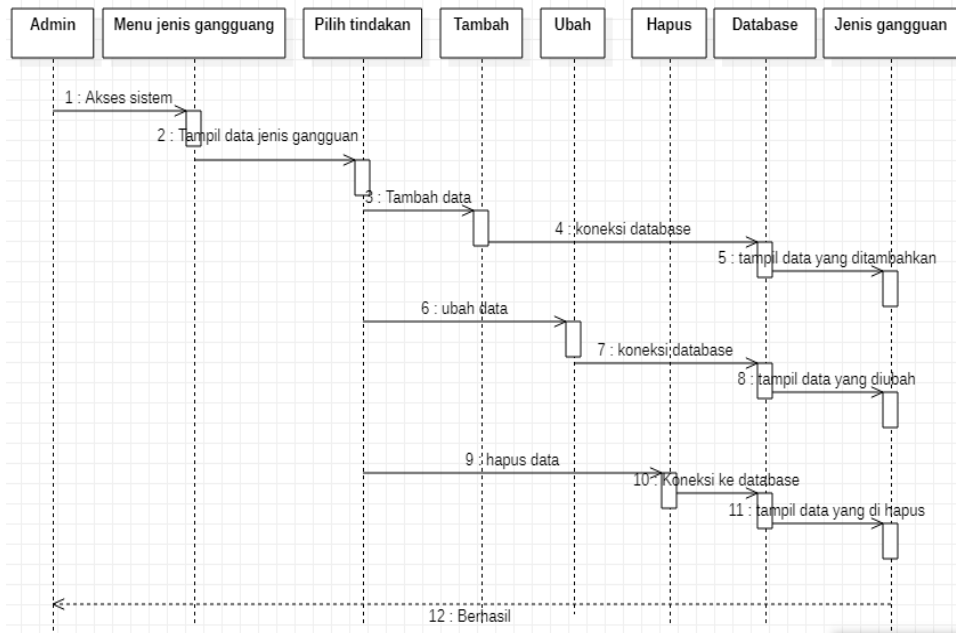 Admin
Menu jenis gangguang
Pilih tindakan
Tambah
Ubah
Hapus
Database
Jenis gangguan
1 : Akses sistem
2 : Tampil data jenis gangguan
3 : Tambah data
4 : koneksi database
5 : tampil data yang ditambahkan
6 : ubah data
7 : koneksi database
8 : tampil data yang diubah
9 : hapus data
10 : Koneksi ke database
11 : tampil data yang di hapus
12 : Berhasil